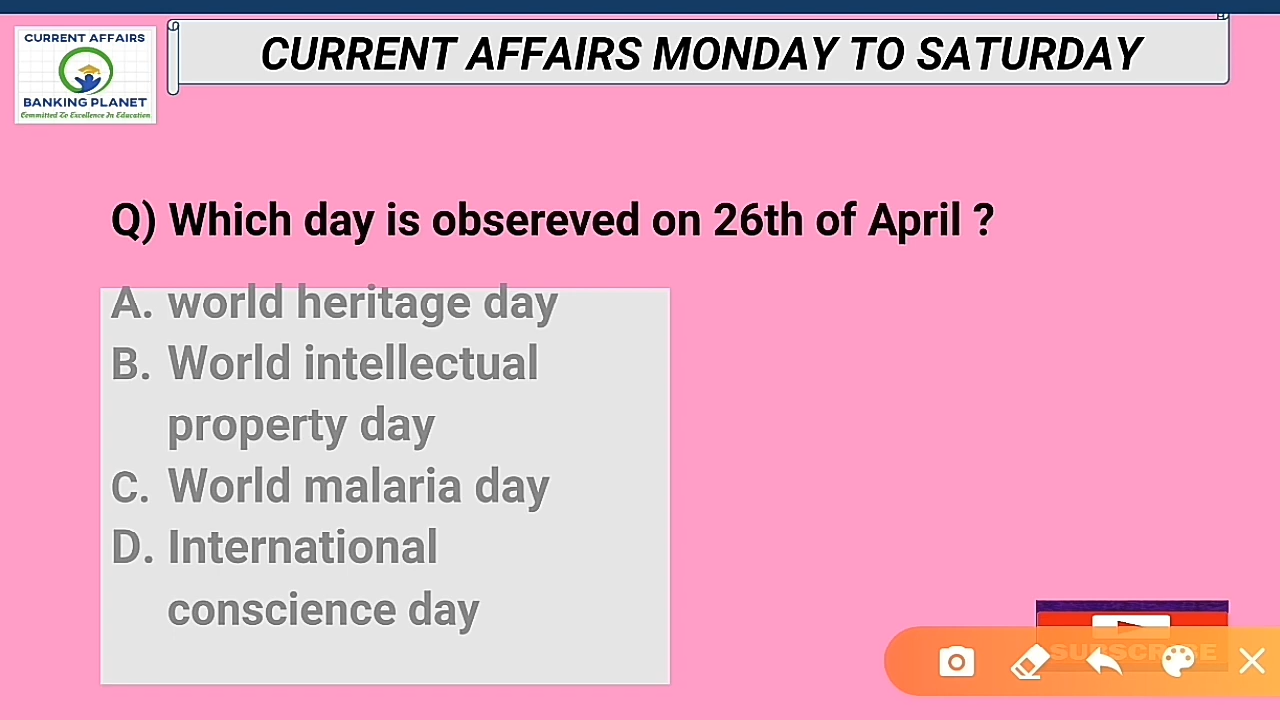 CURRENT AFFAIRS
BANKING PLANET
Committed To Excellence In Education
CURRENT AFFAIRS MONDAY TO SATURDAY
Q) Which day is obsereved on 26th of April ?
A. world heritage day
B. World intellectual
property day
C. World malaria day
D. International
conscience day
SUBSCRIBE